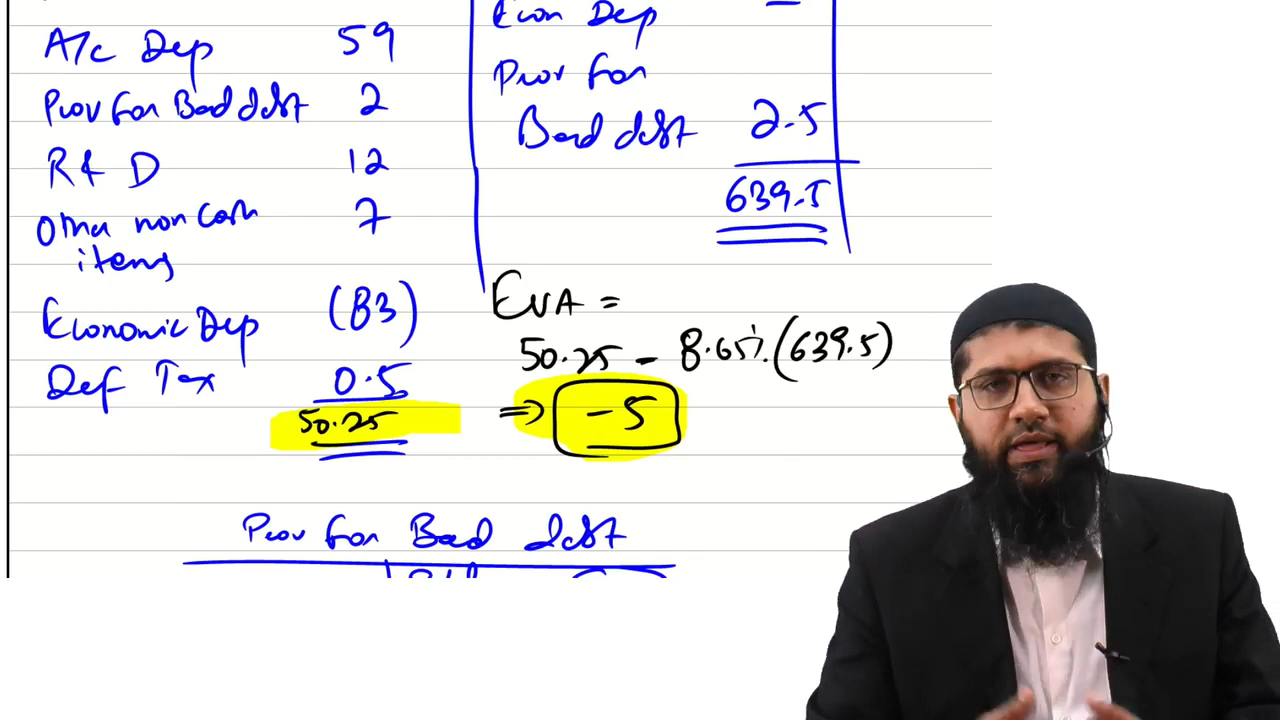 A/c Dep 59
Prov for Bad debt 2
R & D 12
Other non cash 7
items
Economic Dep (83)
Def Tax 0.5
50.25
Econ Dep
Prov for
Bad debt 2.5
639.5
EVA =
50.25 - 8.65%.(639.5)
⇒ -5
Prov for Bad debt